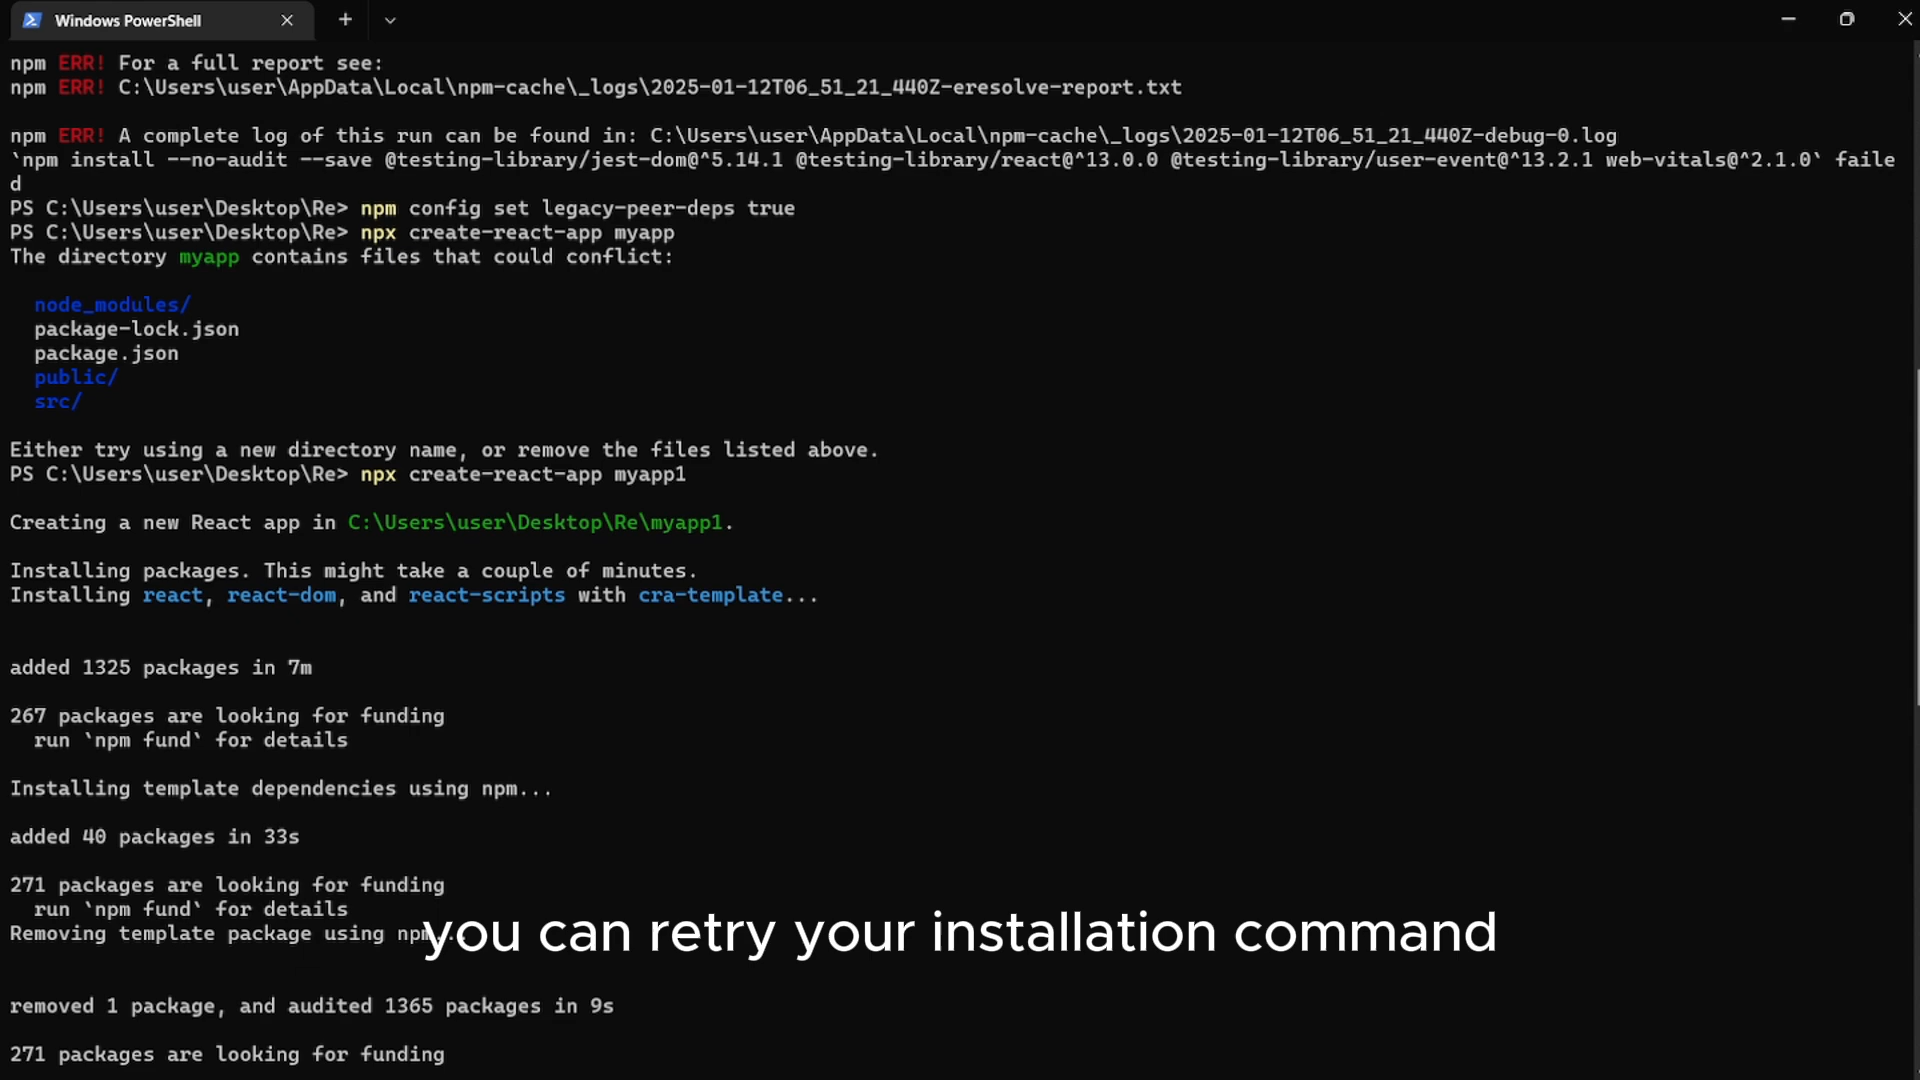 Windows PowerShell
npm ERR! For a full report see:
npm ERR! C:\Users\user\AppData\Local\npm-cache\_logs\2025-01-12T06_51_21_440Z-eresolve-report.txt
npm ERR! A complete log of this run can be found in: C:\Users\user\AppData\Local\npm-cache\_logs\2025-01-12T06_51_21_440Z-debug-0.log
`npm install --no-audit --save @testing-library/jest-dom@^5.14.1 @testing-library/react@^13.0.0 @testing-library/user-event@^13.2.1 web-vitals@^2.1.0` faile
d
PS C:\Users\user\Desktop\Re> npm config set legacy-peer-deps true
PS C:\Users\user\Desktop\Re> npx create-react-app myapp
The directory myapp contains files that could conflict:
node_modules/
package-lock.json
package.json
public/
src/
Either try using a new directory name, or remove the files listed above.
PS C:\Users\user\Desktop\Re> npx create-react-app myapp1
Creating a new React app in C:\Users\user\Desktop\Re\myapp1.
Installing packages. This might take a couple of minutes.
Installing react, react-dom, and react-scripts with cra-template...
added 1325 packages in 7m
267 packages are looking for funding
run `npm fund` for details
Installing template dependencies using npm...
added 40 packages in 33s
271 packages are looking for funding
run `npm fund` for details
Removing template package using npm...
you can retry your installation command
removed 1 package, and audited 1365 packages in 9s
271 packages are looking for funding